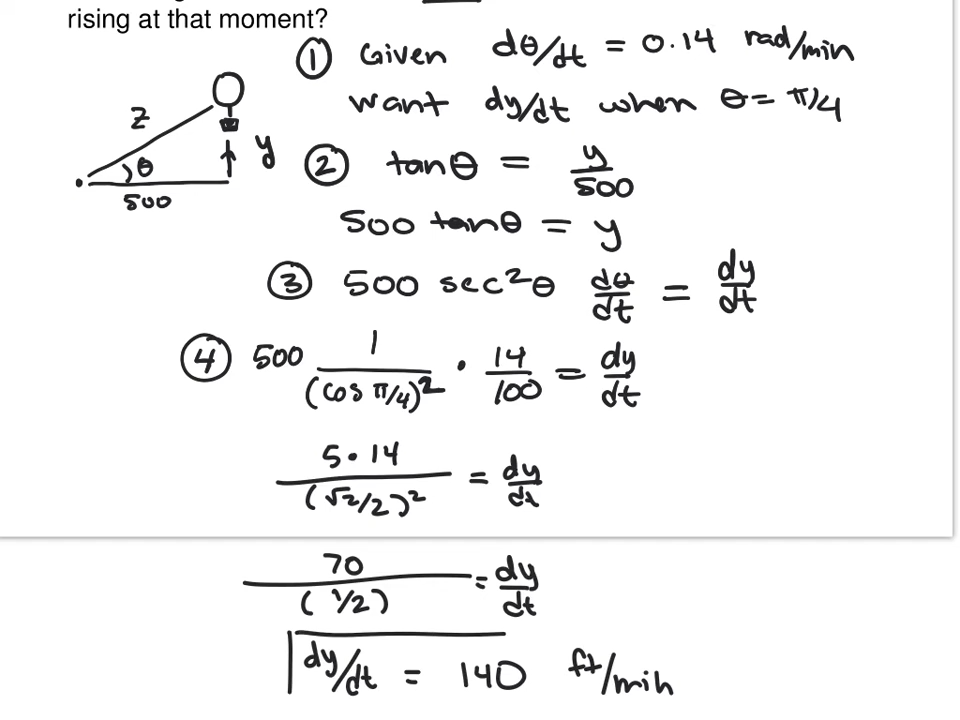 rising at that moment?
① Given dθ/dt = 0.14 rad/min
want dy/dt when θ = π/4
z
θ
y
500
② tanθ = y/500
500 tanθ = y
③ 500 sec²θ dθ/dt = dy/dt
④ 500 1/(cos π/4)² · 14/100 = dy/dt
5 · 14/(√2/2)² = dy/dt
70/(1/2) = dy/dt
dy/dt = 140 ft/min